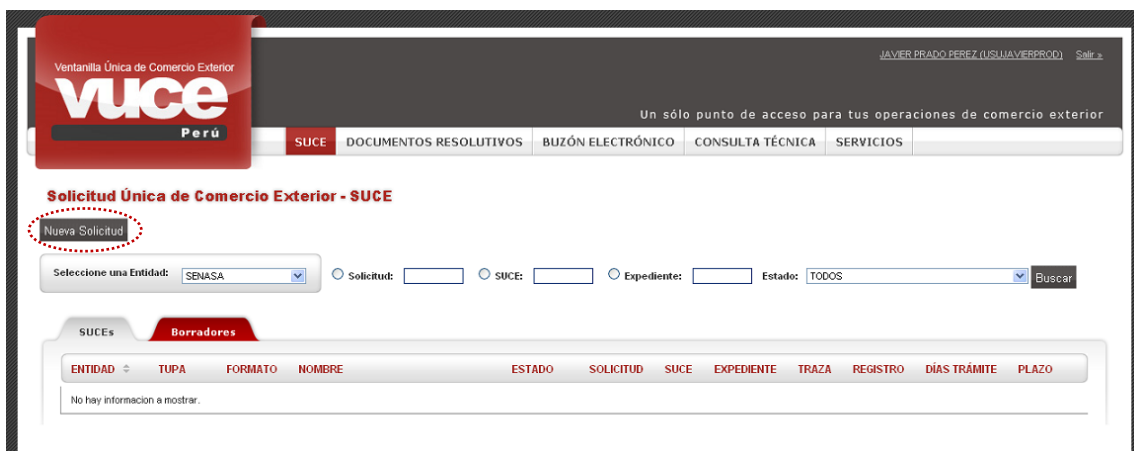 JAVIER PRADO PEREZ (USUJAVIERPROD) Salir »
Ventanilla Única de Comercio Exterior
vuce
Perú
Un sólo punto de acceso para tus operaciones de comercio exterior
SUCE DOCUMENTOS RESOLUTIVOS BUZÓN ELECTRÓNICO CONSULTA TÉCNICA SERVICIOS
Solicitud Única de Comercio Exterior - SUCE
Nueva Solicitud
Seleccione una Entidad: SENASA Solicitud: SUCE: Expediente: Estado: TODOS Buscar
SUCEs Borradores
ENTIDAD TUPA FORMATO NOMBRE ESTADO SOLICITUD SUCE EXPEDIENTE TRAZA REGISTRO DÍAS TRÁMITE PLAZO
No hay informacion a mostrar.